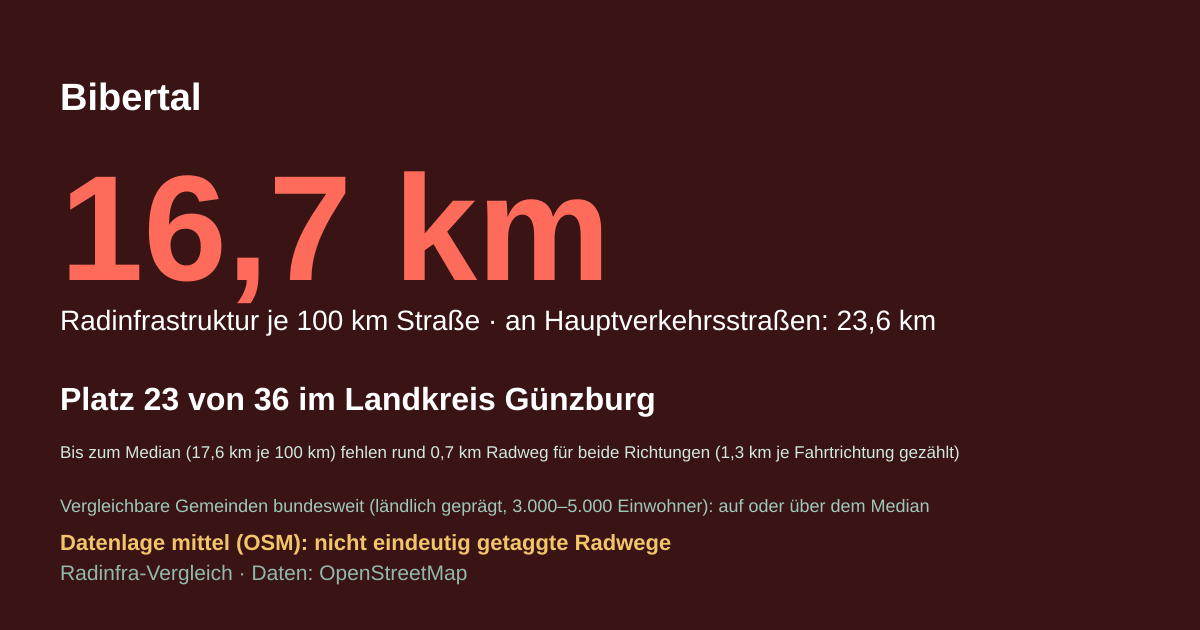 Bibertal
16,7 km
Radinfrastruktur je 100 km Straße · an Hauptverkehrsstraßen: 23,6 km
Platz 23 von 36 im Landkreis Günzburg
Bis zum Median (17,6 km je 100 km) fehlen rund 0,7 km Radweg für beide Richtungen (1,3 km je Fahrtrichtung gezählt)
Vergleichbare Gemeinden bundesweit (ländlich geprägt, 3.000–5.000 Einwohner): auf oder über dem Median
Datenlage mittel (OSM): nicht eindeutig getaggte Radwege
Radinfra-Vergleich · Daten: OpenStreetMap